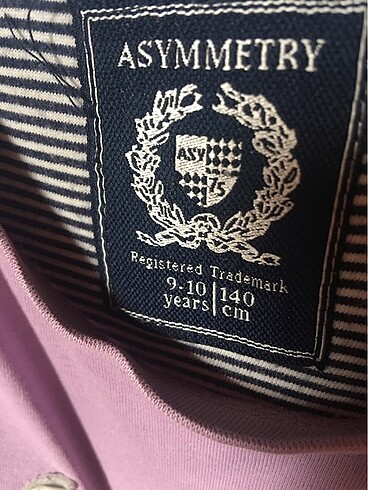 ASYMMETRY
ASY
75
Registered Trademark
9-10 | 140
years | cm